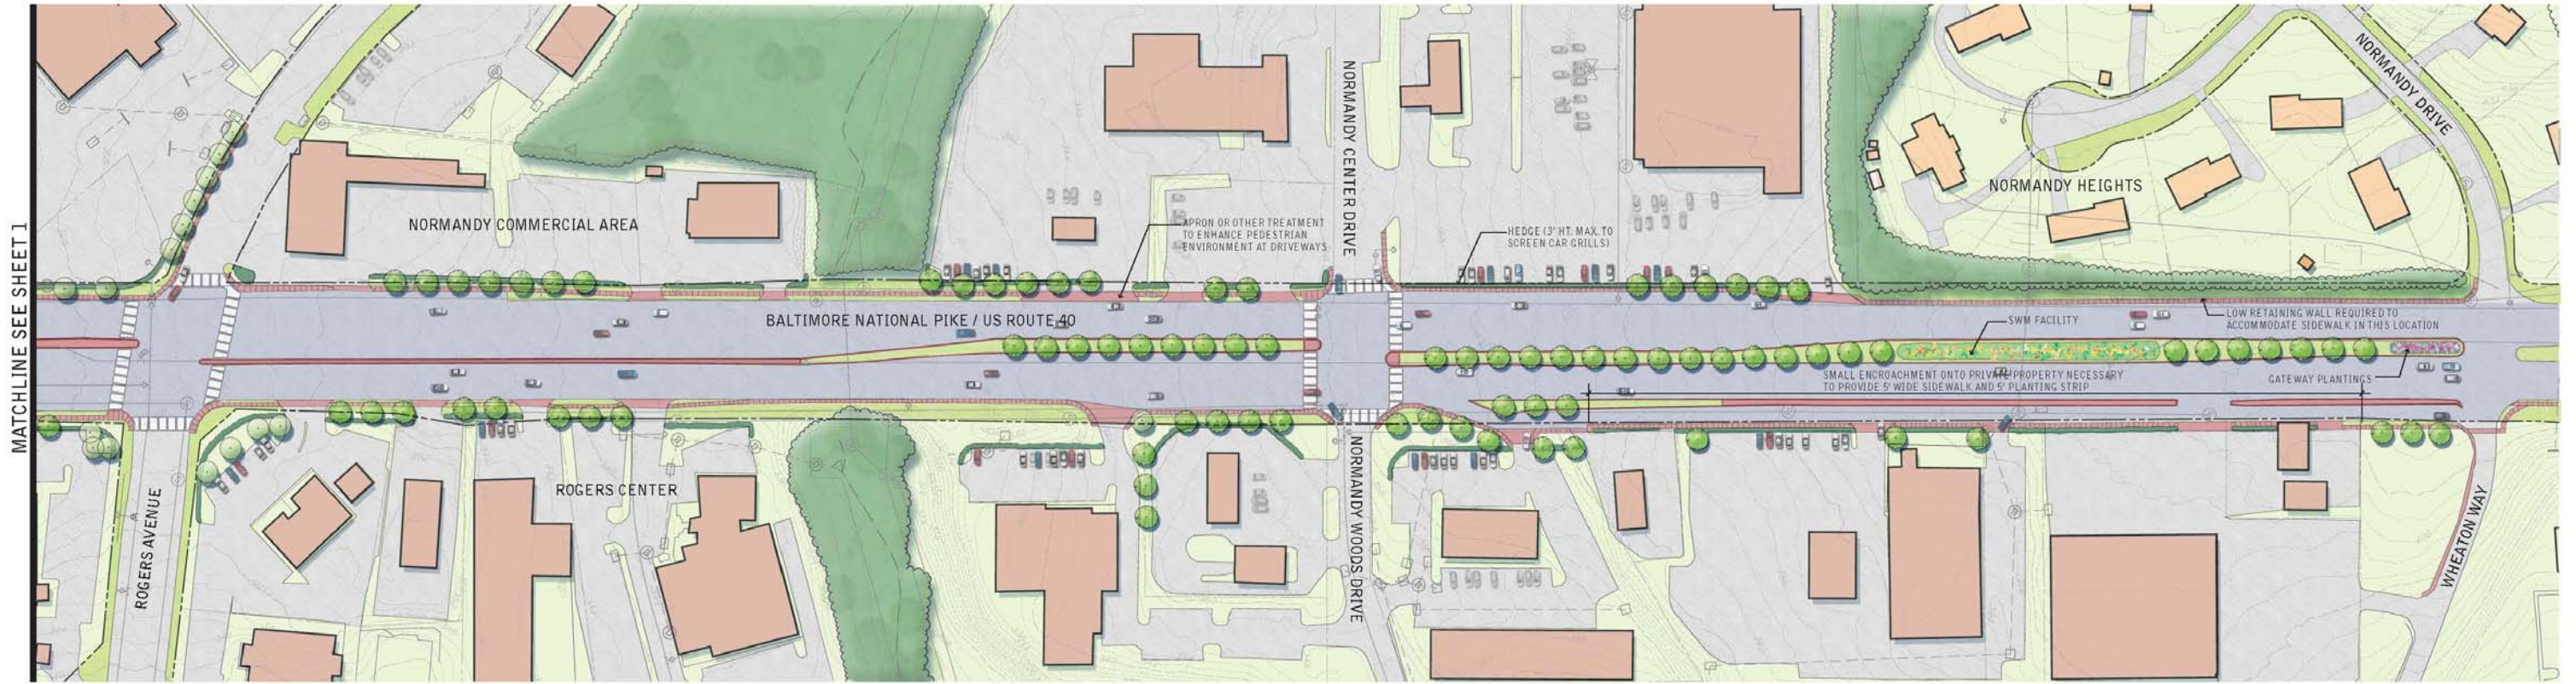 MATCHLINE SEE SHEET 1
NORMANDY COMMERCIAL AREA
APRON OR OTHER TREATMENT
TO ENHANCE PEDESTRIAN
ENVIRONMENT AT DRIVEWAYS
NORMANDY CENTER DRIVE
HEDGE (3' HT. MAX. TO
SCREEN CAR GRILLS)
NORMANDY HEIGHTS
NORMANDY DRIVE
BALTIMORE NATIONAL PIKE / US ROUTE 40
SWM FACILITY
LOW RETAINING WALL REQUIRED TO
ACCOMMODATE SIDEWALK IN THIS LOCATION
SMALL ENCROACHMENT ONTO PRIVATE PROPERTY NECESSARY
TO PROVIDE 5' WIDE SIDEWALK AND 5' PLANTING STRIP
GATEWAY PLANTINGS
ROGERS AVENUE
ROGERS CENTER
NORMANDY WOODS DRIVE
WHEATON WAY